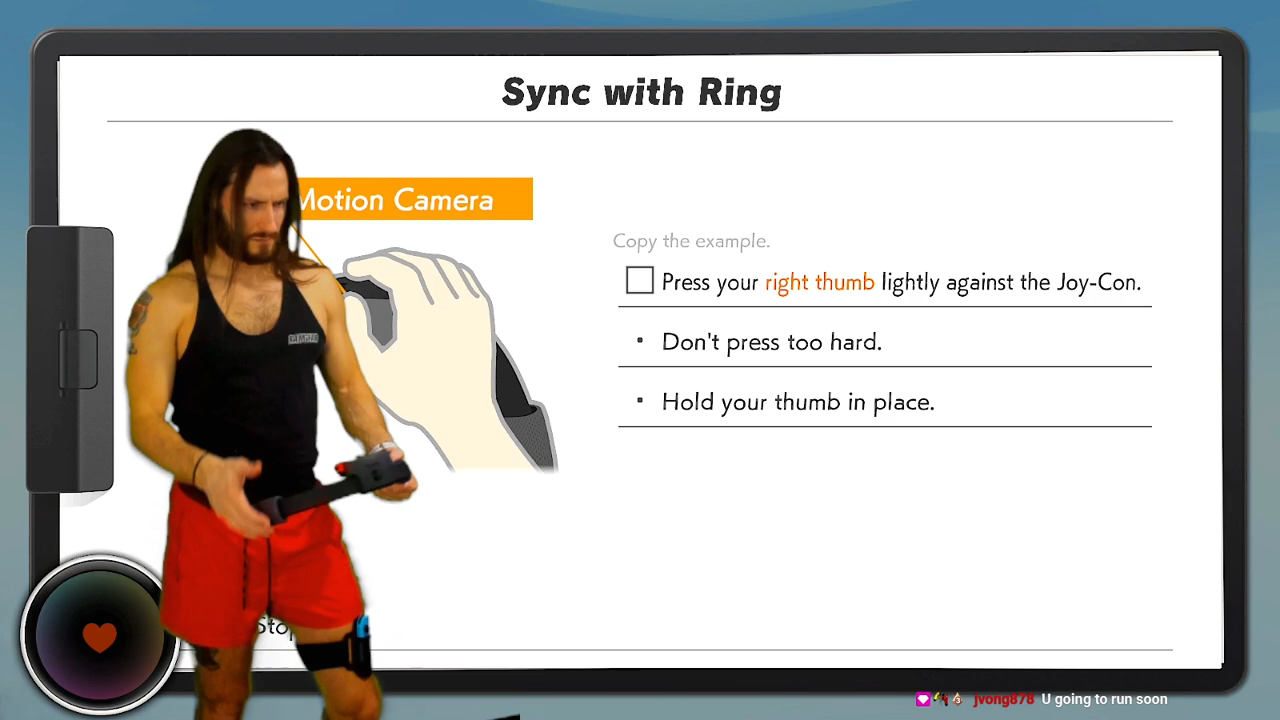 Sync with Ring
Motion Camera
Copy the example.
Press your right thumb lightly against the Joy-Con.
Don't press too hard.
Hold your thumb in place.
jvong878 U going to run soon